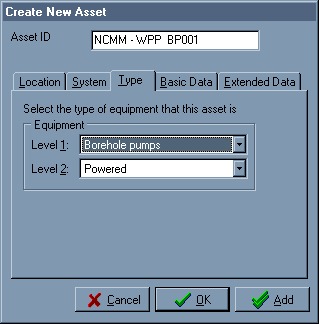 Create New Asset
Asset ID NCMM - WPP BP001
Location System Type Basic Data Extended Data
Select the type of equipment that this asset is
Equipment
Level 1: Borehole pumps
Level 2: Powered
Cancel OK Add